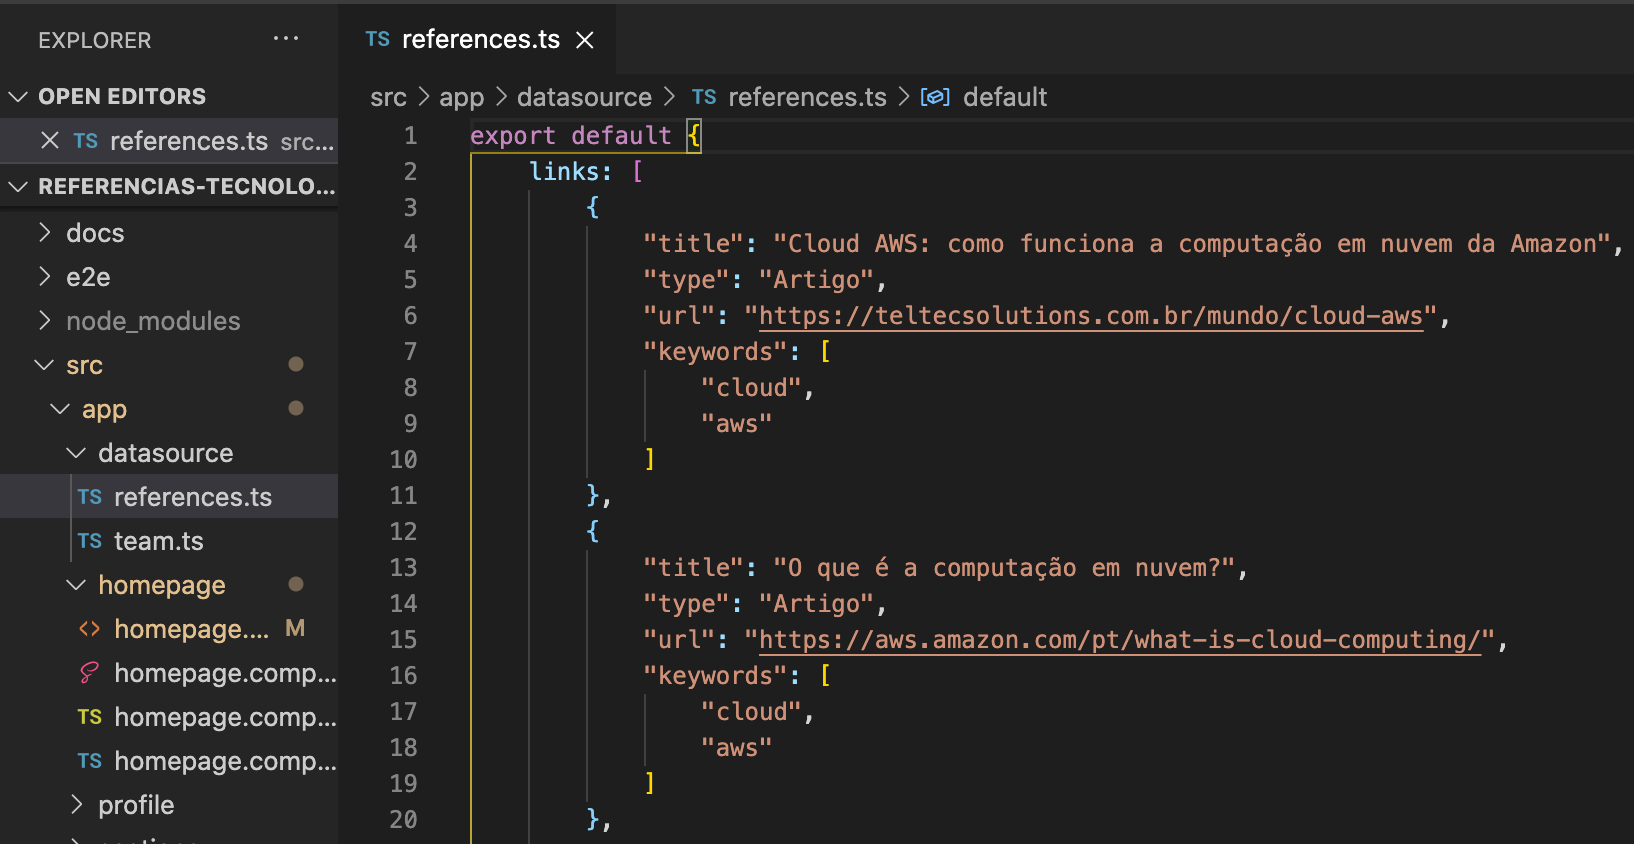 EXPLORER ...
OPEN EDITORS
TS references.ts src...
REFERENCIAS-TECNOLO...
docs
e2e
node_modules
src
app
datasource
TS references.ts
TS team.ts
homepage
<> homepage.... M
homepage.comp...
TS homepage.comp...
TS homepage.comp...
profile
TS references.ts
src > app > datasource > TS references.ts > default
1 export default {
2 links: [
3 {
4 "title": "Cloud AWS: como funciona a computação em nuvem da Amazon",
5 "type": "Artigo",
6 "url": "https://teltecsolutions.com.br/mundo/cloud-aws",
7 "keywords": [
8 "cloud",
9 "aws"
10 ]
11 },
12 {
13 "title": "O que é a computação em nuvem?",
14 "type": "Artigo",
15 "url": "https://aws.amazon.com/pt/what-is-cloud-computing/",
16 "keywords": [
17 "cloud",
18 "aws"
19 ]
20 },